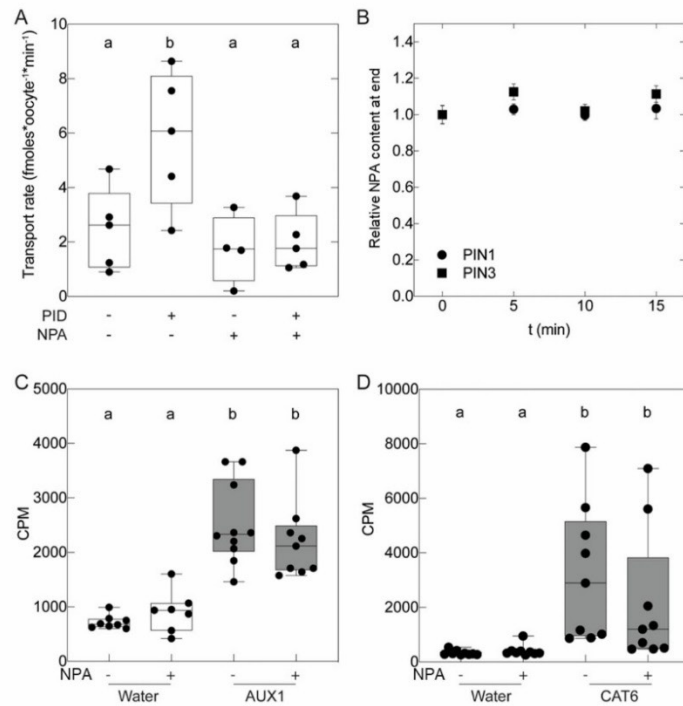 A
a b a a
Transport rate (fmoles*oocyte⁻¹*min⁻¹)
10
8
6
4
2
0
PID - + - +
NPA - - + +
B
Relative NPA content at end
1.4
1.2
1.0
0.8
0.6
0.4
0.2
0.0
PIN1
PIN3
0 5 10 15
t (min)
C
a a b b
CPM
5000
4000
3000
2000
1000
0
NPA - + - +
Water AUX1
D
a a b b
CPM
10000
8000
6000
4000
2000
0
NPA - + - +
Water CAT6